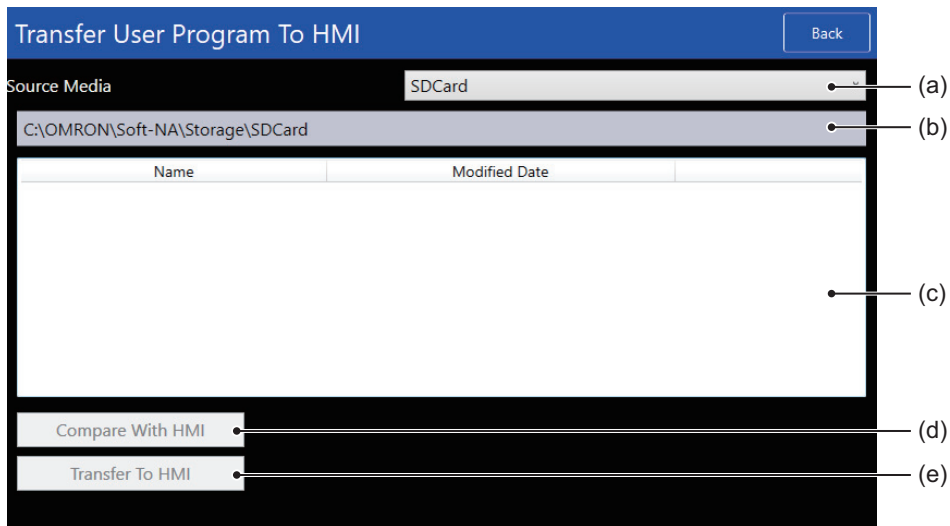 Transfer User Program To HMI
Back
Source Media
SDCard
(a)
C:\OMRON\Soft-NA\Storage\SDCard
(b)
Name
Modified Date
(c)
Compare With HMI
(d)
Transfer To HMI
(e)